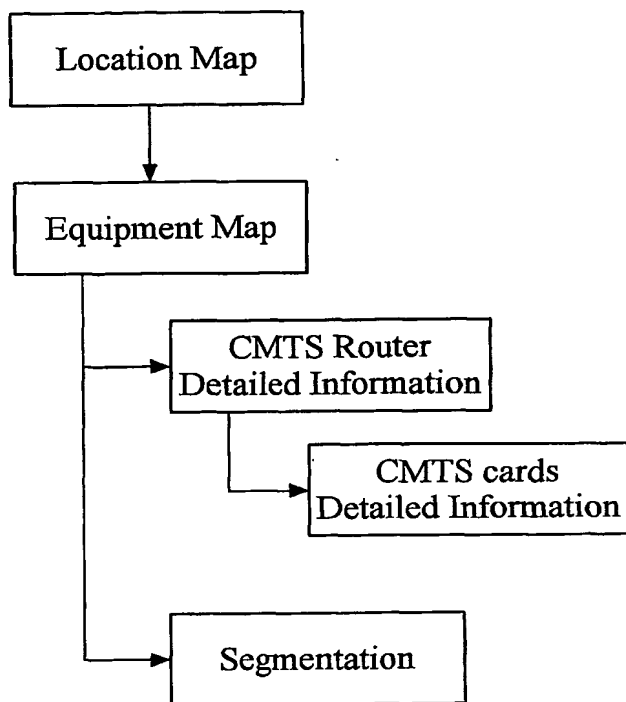 Location Map
Equipment Map
CMTS Router
Detailed Information
CMTS cards
Detailed Information
Segmentation